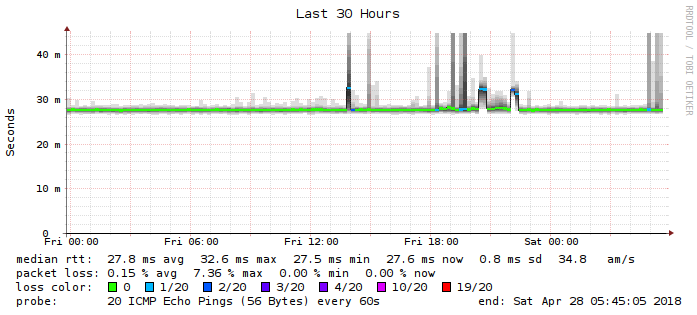 Last 30 Hours
RRDTOOL / TOBI OETIKER
Seconds
40 m
30 m
20 m
10 m
0
Fri 00:00 Fri 06:00 Fri 12:00 Fri 18:00 Sat 00:00
median rtt: 27.8 ms avg 32.6 ms max 27.5 ms min 27.6 ms now 0.8 ms sd 34.8 am/s
packet loss: 0.15 % avg 7.36 % max 0.00 % min 0.00 % now
loss color: 0 1/20 2/20 3/20 4/20 10/20 19/20
probe: 20 ICMP Echo Pings (56 Bytes) every 60s end: Sat Apr 28 05:45:05 2018